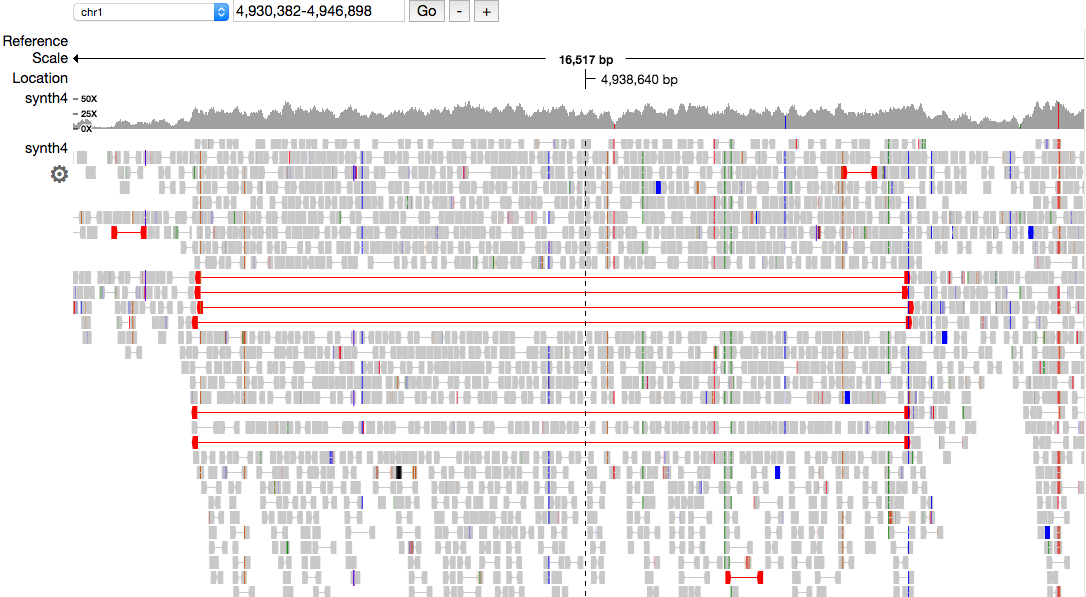 chr1 4,930,382-4,946,898 Go - +
Reference
Scale 16,517 bp
Location 4,938,640 bp
synth4 50X
25X
0X
synth4